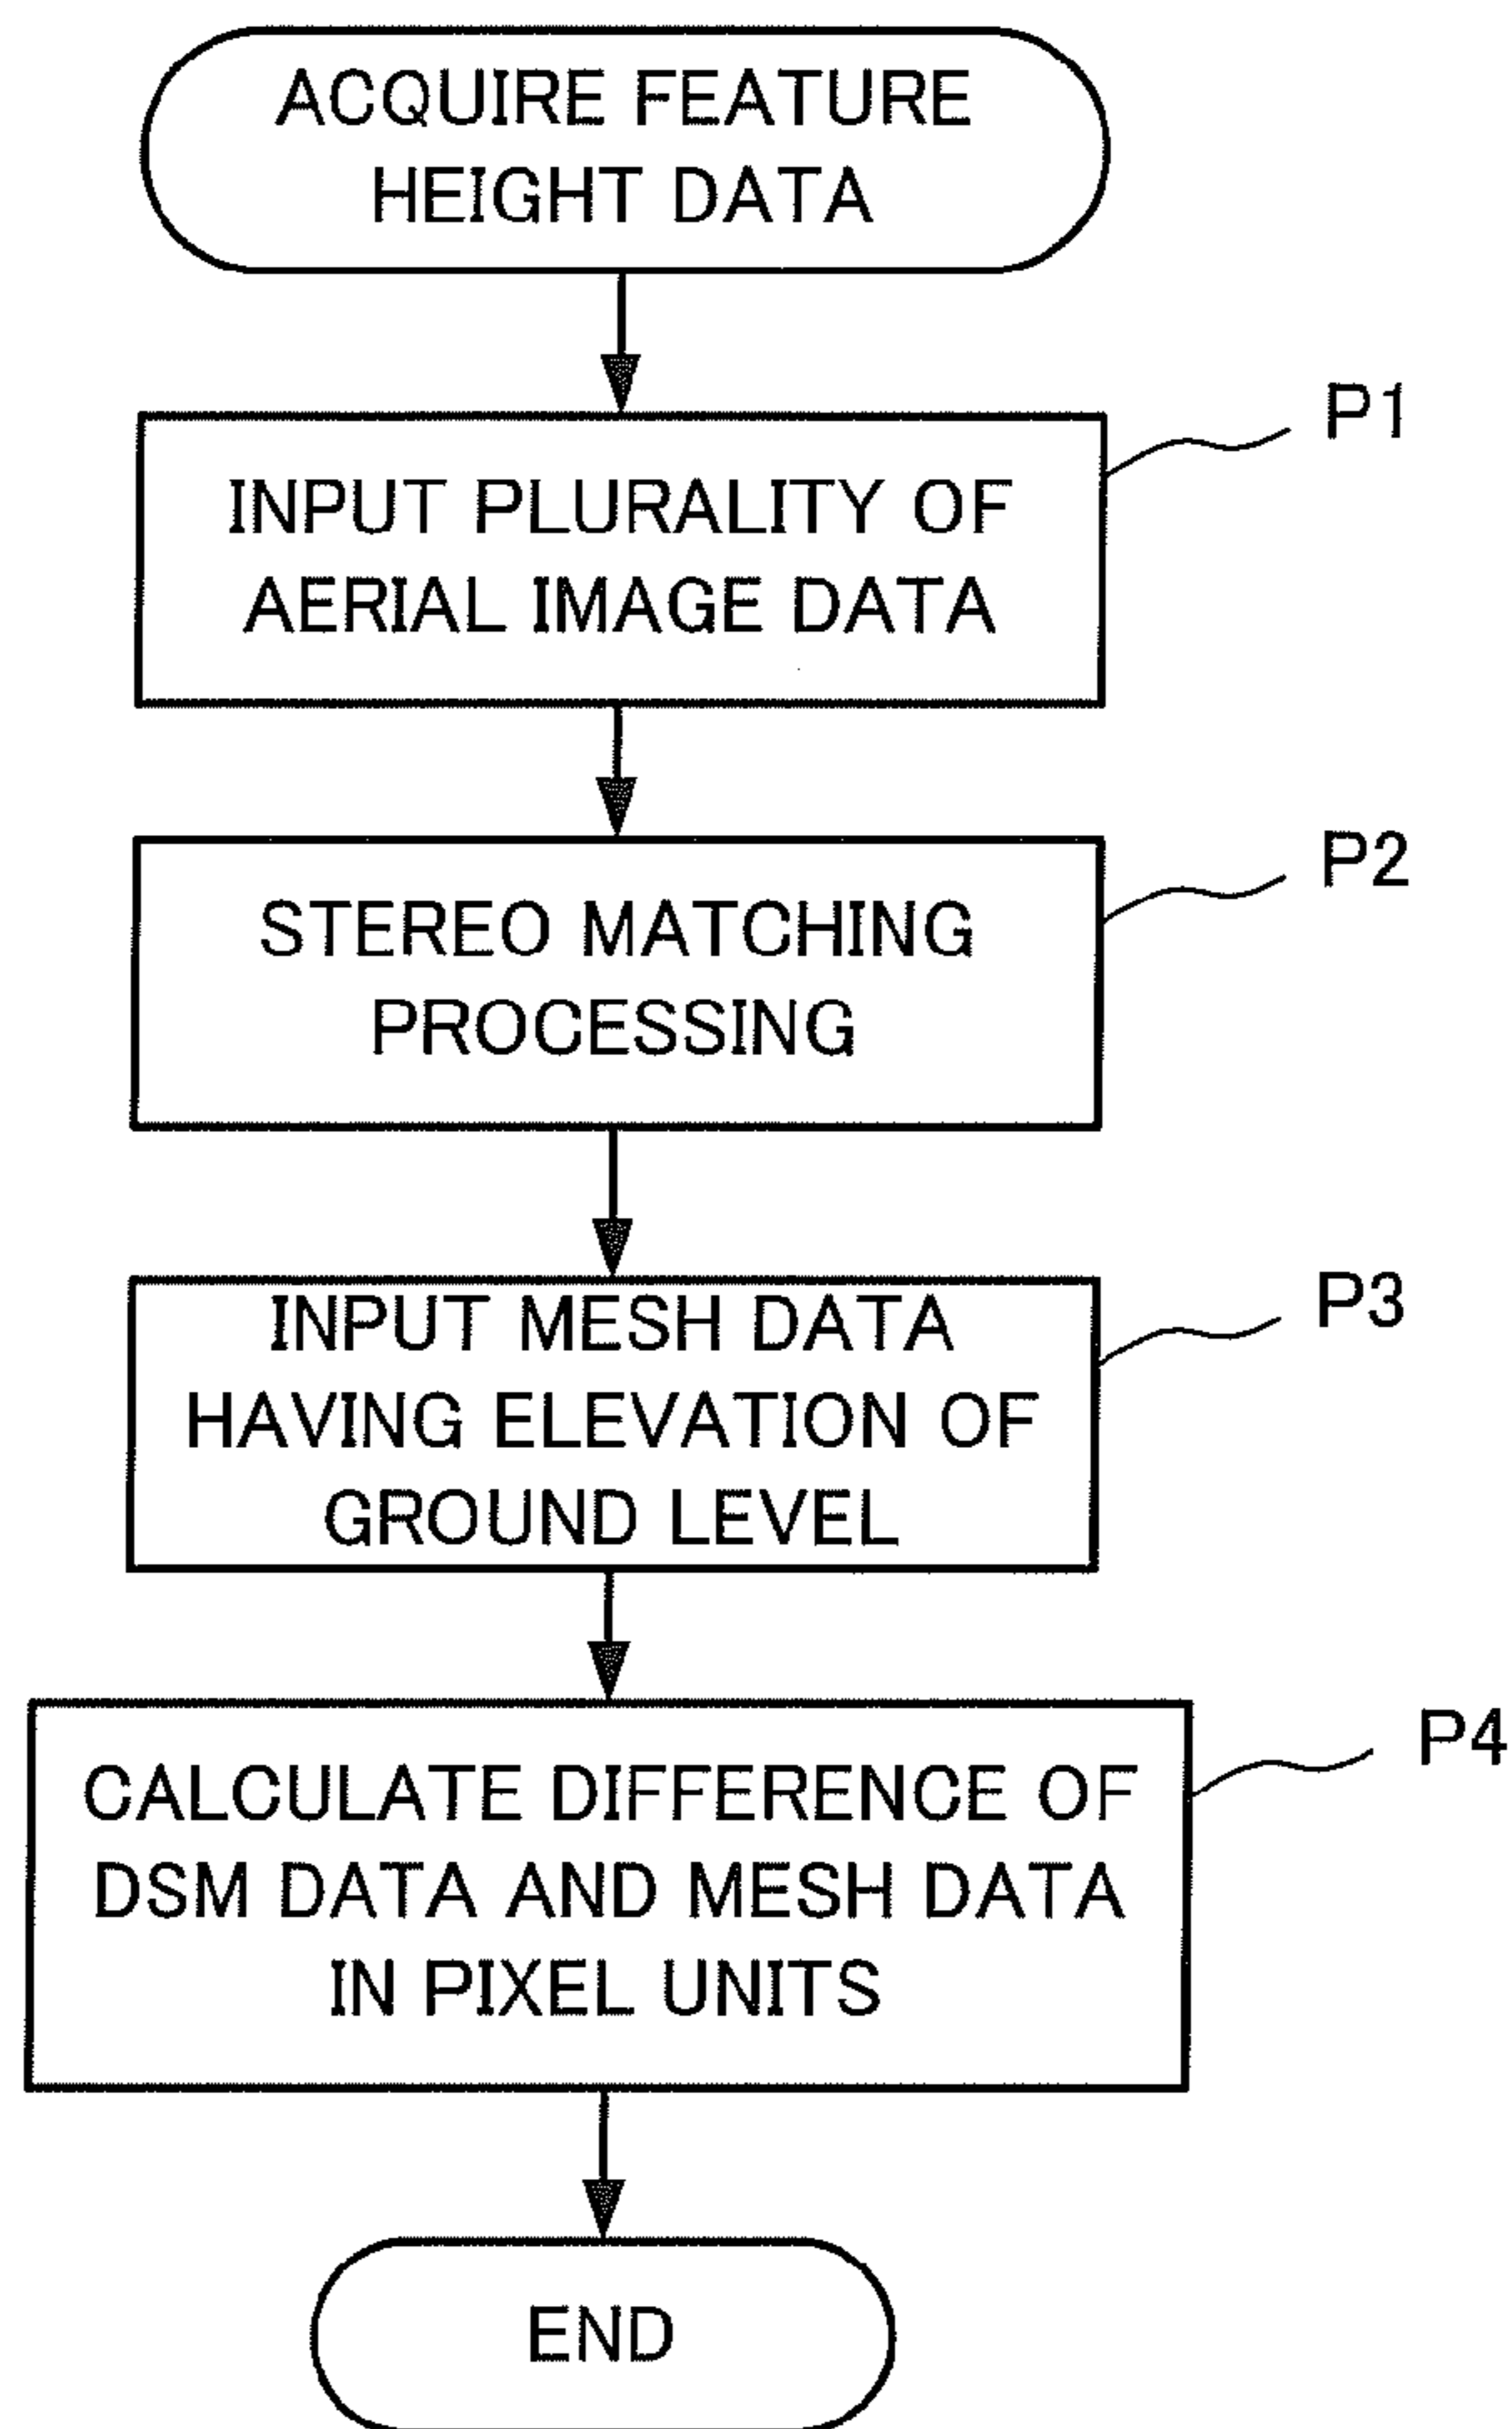 ACQUIRE FEATURE
HEIGHT DATA
P1
INPUT PLURALITY OF
AERIAL IMAGE DATA
P2
STEREO MATCHING
PROCESSING
P3
INPUT MESH DATA
HAVING ELEVATION OF
GROUND LEVEL
P4
CALCULATE DIFFERENCE OF
DSM DATA AND MESH DATA
IN PIXEL UNITS
END